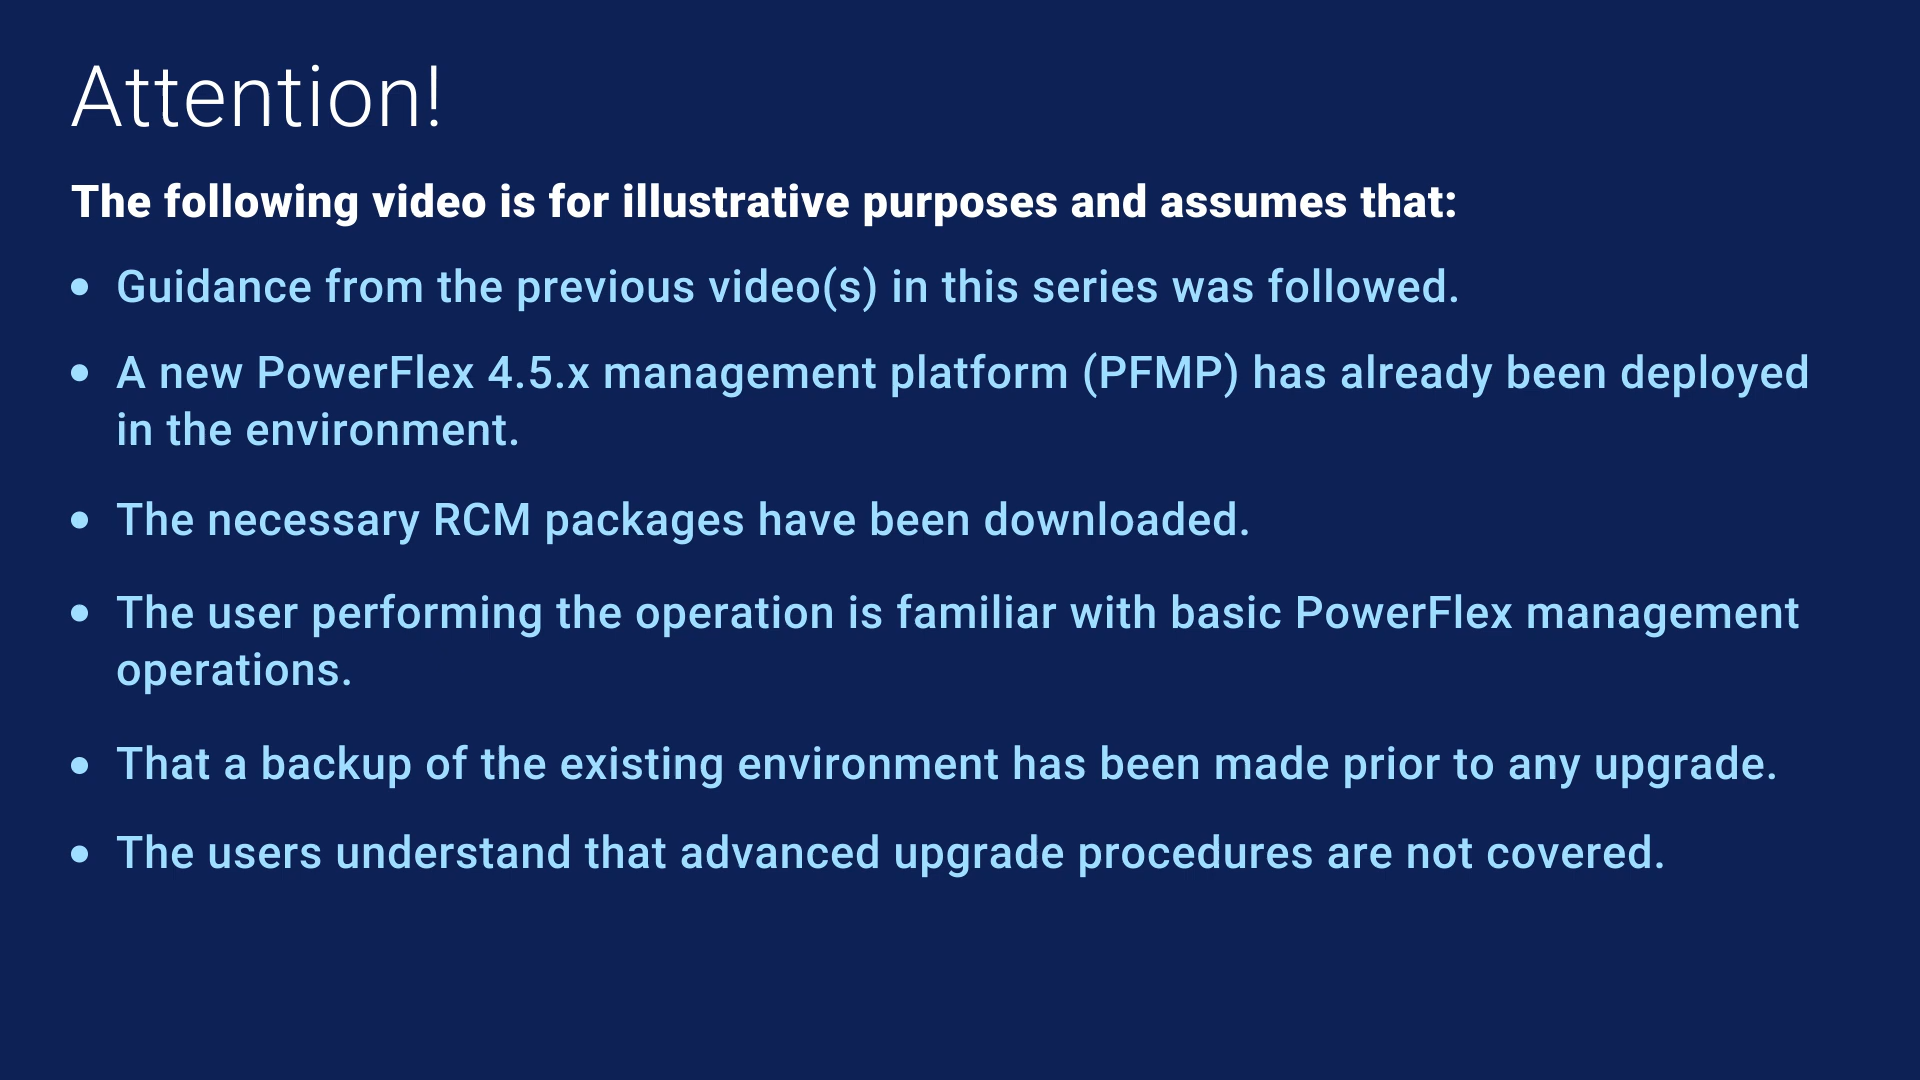 Attention!
The following video is for illustrative purposes and assumes that:
• Guidance from the previous video(s) in this series was followed.
• A new PowerFlex 4.5.x management platform (PFMP) has already been deployed
in the environment.
• The necessary RCM packages have been downloaded.
• The user performing the operation is familiar with basic PowerFlex management
operations.
• That a backup of the existing environment has been made prior to any upgrade.
• The users understand that advanced upgrade procedures are not covered.